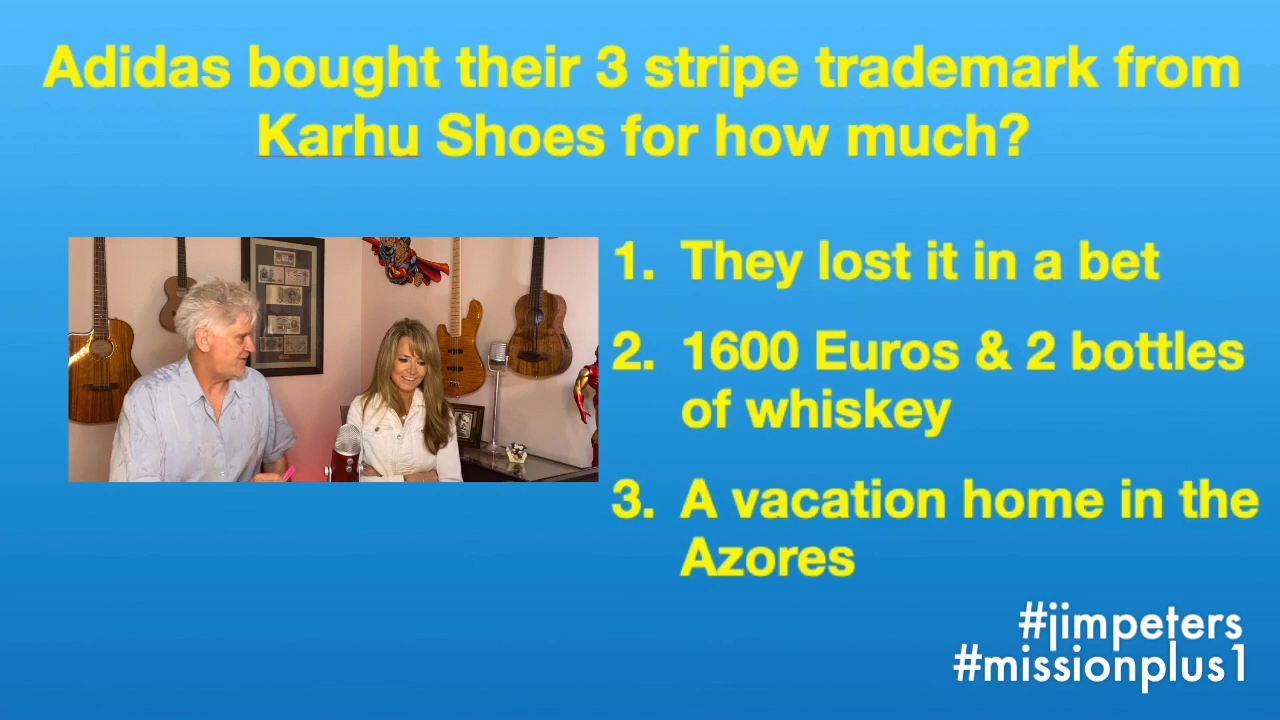 Adidas bought their 3 stripe trademark from
Karhu Shoes for how much?
1. They lost it in a bet
2. 1600 Euros & 2 bottles
of whiskey
3. A vacation home in the
Azores
#jimpeters
#missionplus1